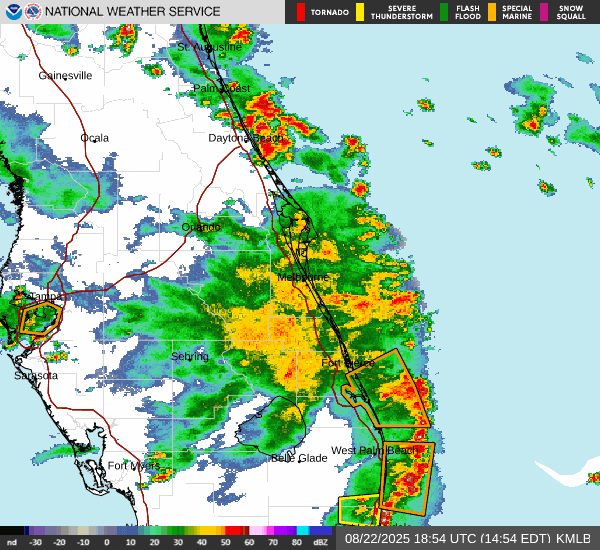 NATIONAL WEATHER SERVICE
TORNADO
SEVERE THUNDERSTORM
FLASH FLOOD
SPECIAL MARINE
SNOW SQUALL
St. Augustine
Gainesville
Palm Coast
Ocala
Daytona Beach
Orlando
Melbourne
Tampa
Fort Pierce
Sebring
Sarasota
West Palm Beach
Belle Glade
Fort Myers
nd -30 -20 -10 0 10 20 30 40 50 60 70 80 dBZ
08/22/2025 18:54 UTC (14:54 EDT) KMLB